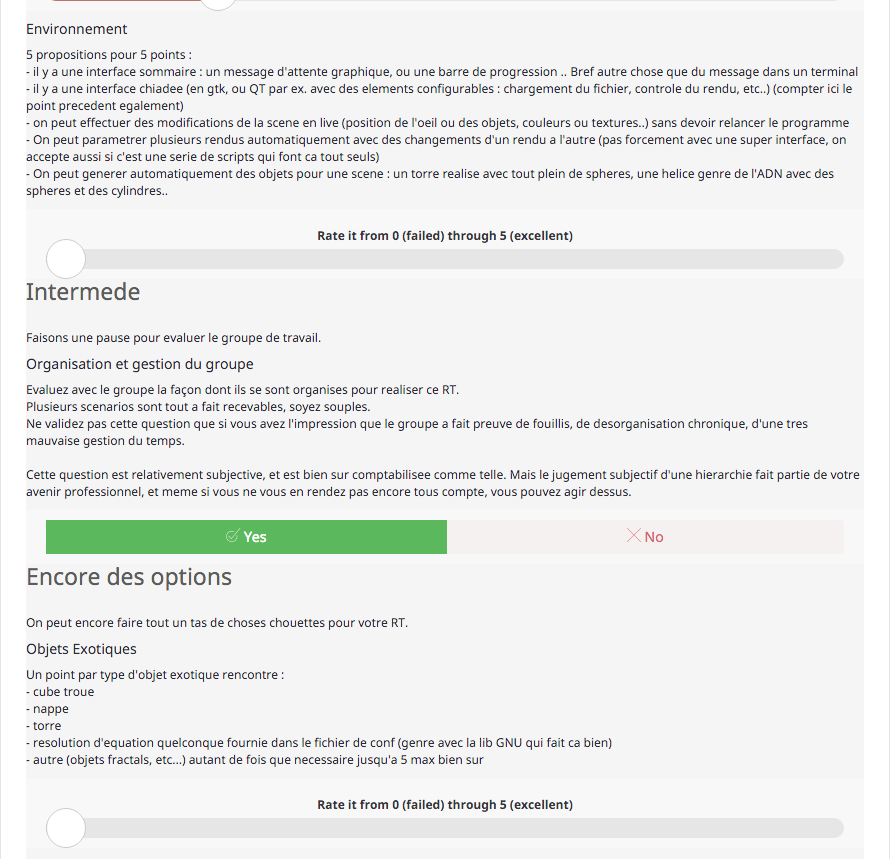 Environnement
5 propositions pour 5 points :
- il y a une interface sommaire : un message d'attente graphique, ou une barre de progression .. Bref autre chose que du message dans un terminal
- il y a une interface chiadee (en gtk, ou QT par ex. avec des elements configurables : chargement du fichier, controle du rendu, etc..) (compter ici le
point precedent egalement)
- on peut effectuer des modifications de la scene en live (position de l'oeil ou des objets, couleurs ou textures..) sans devoir relancer le programme
- On peut parametrer plusieurs rendus automatiquement avec des changements d'un rendu a l'autre (pas forcement avec une super interface, on
accepte aussi si c'est une serie de scripts qui font ca tout seuls)
- On peut generer automatiquement des objets pour une scene : un torre realise avec tout plein de spheres, une helice genre de l'ADN avec des
spheres et des cylindres..
Rate it from 0 (failed) through 5 (excellent)
Intermede
Faisons une pause pour evaluer le groupe de travail.
Organisation et gestion du groupe
Evaluez avec le groupe la façon dont ils se sont organises pour realiser ce RT.
Plusieurs scenarios sont tout a fait recevables, soyez souples.
Ne validez pas cette question que si vous avez l'impression que le groupe a fait preuve de fouillis, de desorganisation chronique, d'une tres
mauvaise gestion du temps.
Cette question est relativement subjective, et est bien sur comptabilisee comme telle. Mais le jugement subjectif d'une hierarchie fait partie de votre
avenir professionnel, et meme si vous ne vous en rendez pas encore tous compte, vous pouvez agir dessus.
Yes
No
Encore des options
On peut encore faire tout un tas de choses chouettes pour votre RT.
Objets Exotiques
Un point par type d'objet exotique rencontre :
- cube troue
- nappe
- torre
- resolution d'equation quelconque fournie dans le fichier de conf (genre avec la lib GNU qui fait ca bien)
- autre (objets fractals, etc...) autant de fois que necessaire jusqu'a 5 max bien sur
Rate it from 0 (failed) through 5 (excellent)